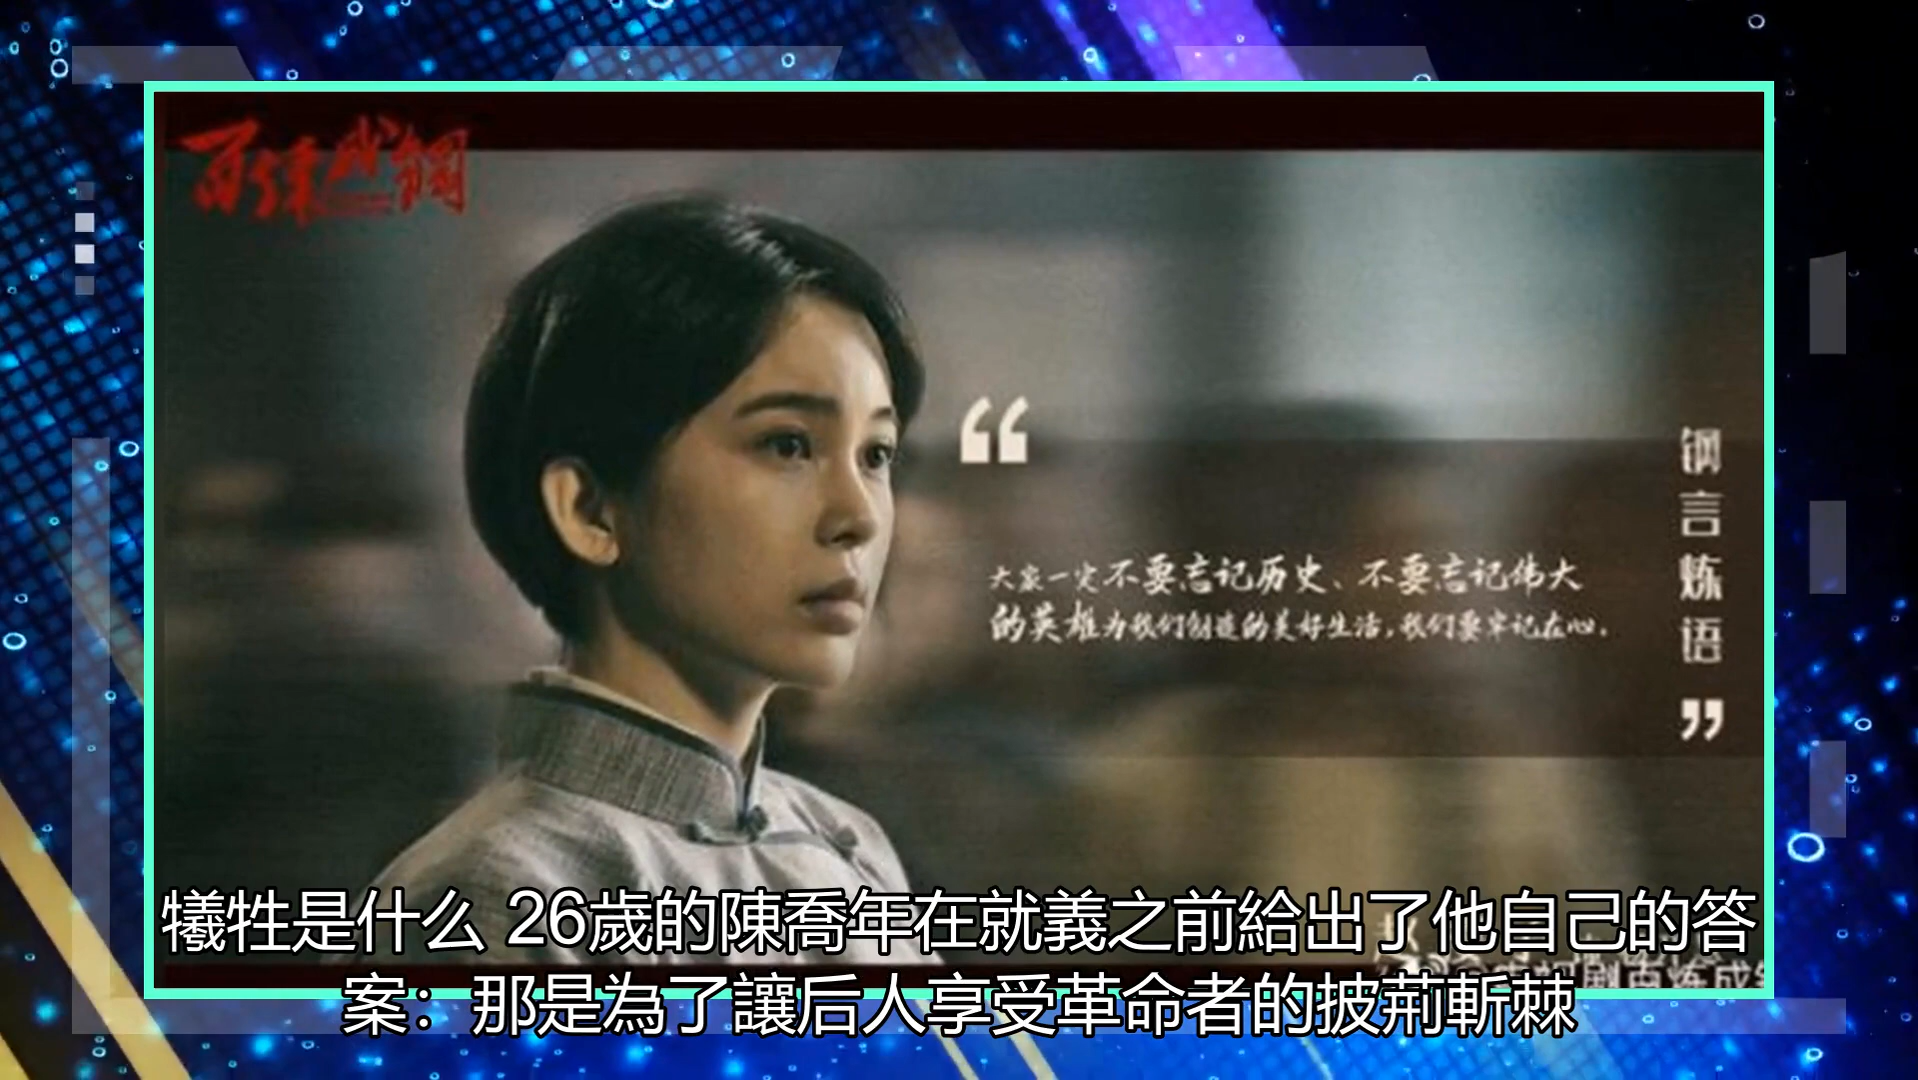 百炼成钢
大家一定不要忘记历史、不要忘记伟大
的英雄为我们创造的美好生活,我们要牢记在心.
钢言炼语
犧牲是什么 26歲的陳喬年在就義之前給出了他自己的答
案：那是為了讓后人享受革命者的披荊斬棘